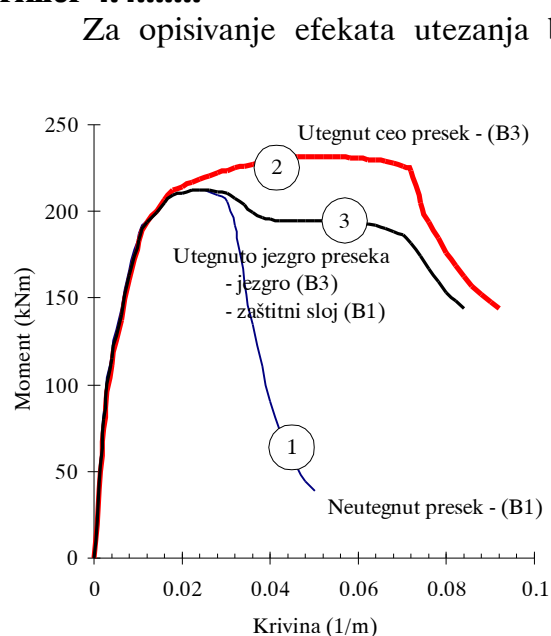 Za opisivanje efekata utezanja
250
Utegnut ceo presek - (B3)
2
200
3
Utegnuto jezgro preseka
- jezgro (B3)
- zaštitni sloj (B1)
150
Moment (kNm)
100
1
50
Neutegnut presek - (B1)
0
0
0.02
0.04
0.06
0.08
0.1
Krivina (1/m)